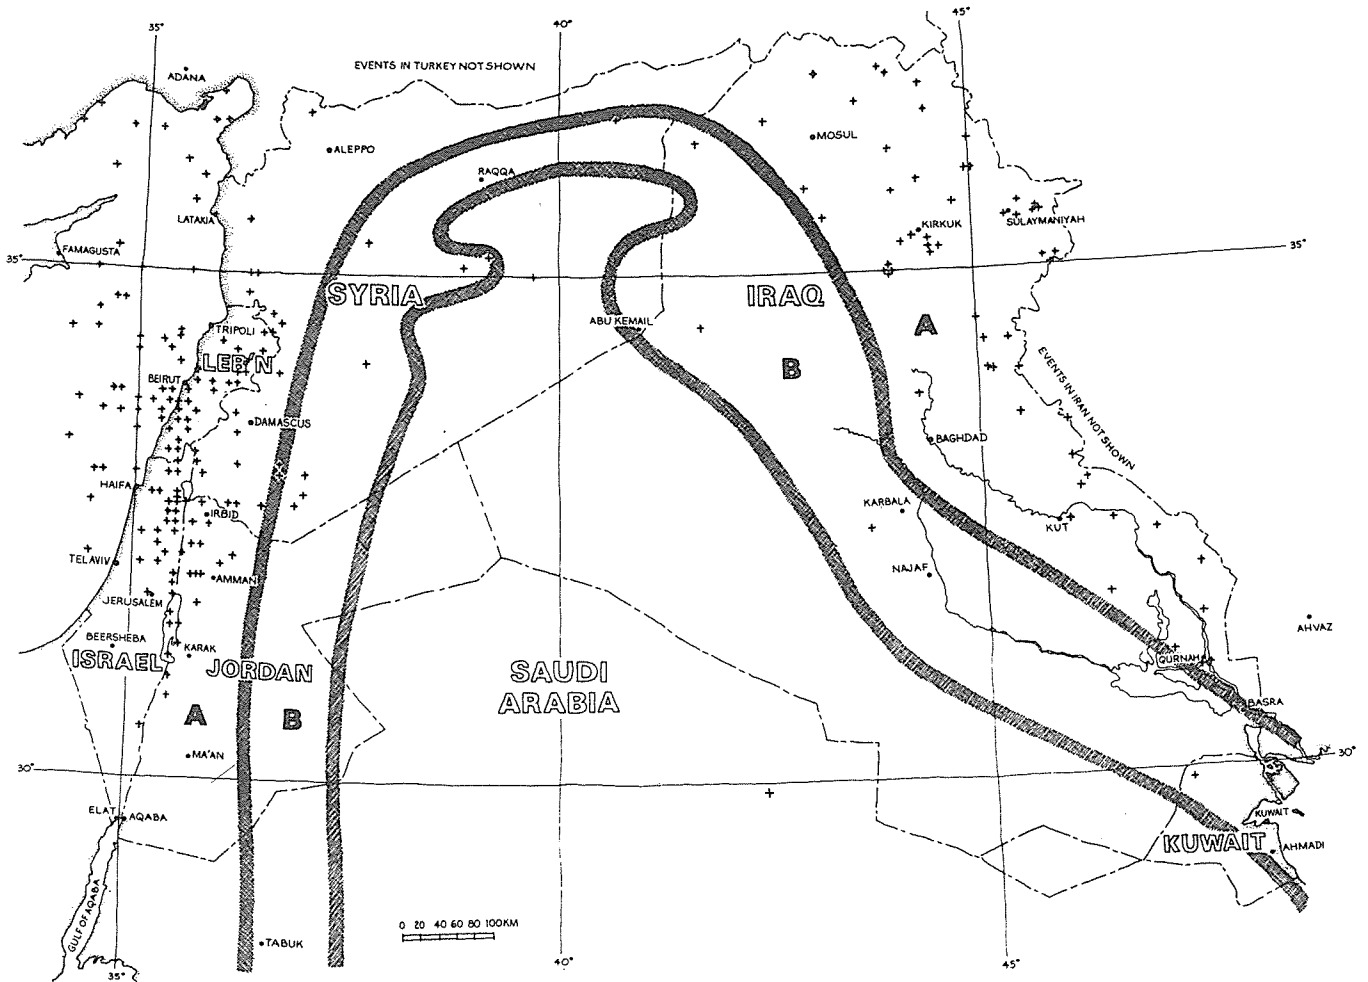 35°
40°
45°
EVENTS IN TURKEY NOT SHOWN
ADANA
MOSUL
ALEPPO
RAQQA
LATAKIA
SULAYMANIYAH
KIRKUK
FAMAGUSTA
35°
35°
SYRIA
IRAQ
ABU KEMAIL
A
TRIPOLI
LEB'N
B
EVENTS IN IRAN NOT SHOWN
BEIRUT
DAMASCUS
BAGHDAD
HAIFA
KARBALA
IRBID
KUT
TELAVIV
NAJAF
AMMAN
JERUSALEM
AHVAZ
BEERSHEBA
KARAK
ISRAEL
JORDAN
QURNAH
SAUDI
ARABIA
BASRA
A
B
MA'AN
30°
30°
ELAT
AQABA
KUWAIT
KUWAIT
AHMADI
GULF OF AQABA
0 20 40 60 80 100KM
TABUK
35°
40°
45°